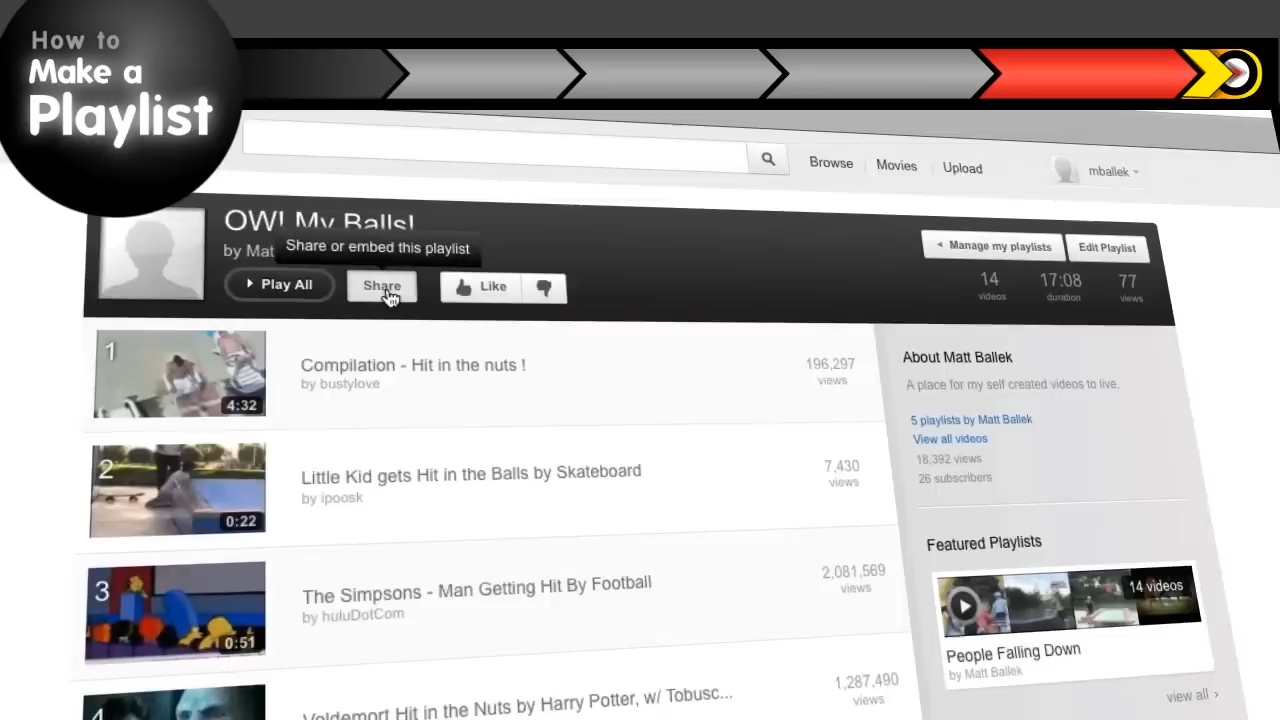 How to
Make a
Playlist
Browse
Movies
Upload
mballek
OW! My Balls!
by Mat
Share or embed this playlist
Play All
Share
Like
Manage my playlists
Edit Playlist
14
videos
17:08
duration
77
views
1
4:32
Compilation - Hit in the nuts !
by bustylove
196,297
views
2
0:22
Little Kid gets Hit in the Balls by Skateboard
by ipoosk
7,430
views
3
0:51
The Simpsons - Man Getting Hit By Football
by huluDotCom
2,081,569
views
4
Voldemort Hit in the Nuts by Harry Potter, w/ Tobusc...
1,287,490
views
About Matt Ballek
A place for my self created videos to live.
5 playlists by Matt Ballek
View all videos
18,392 views
26 subscribers
Featured Playlists
14 videos
People Falling Down
by Matt Ballek
view all ›